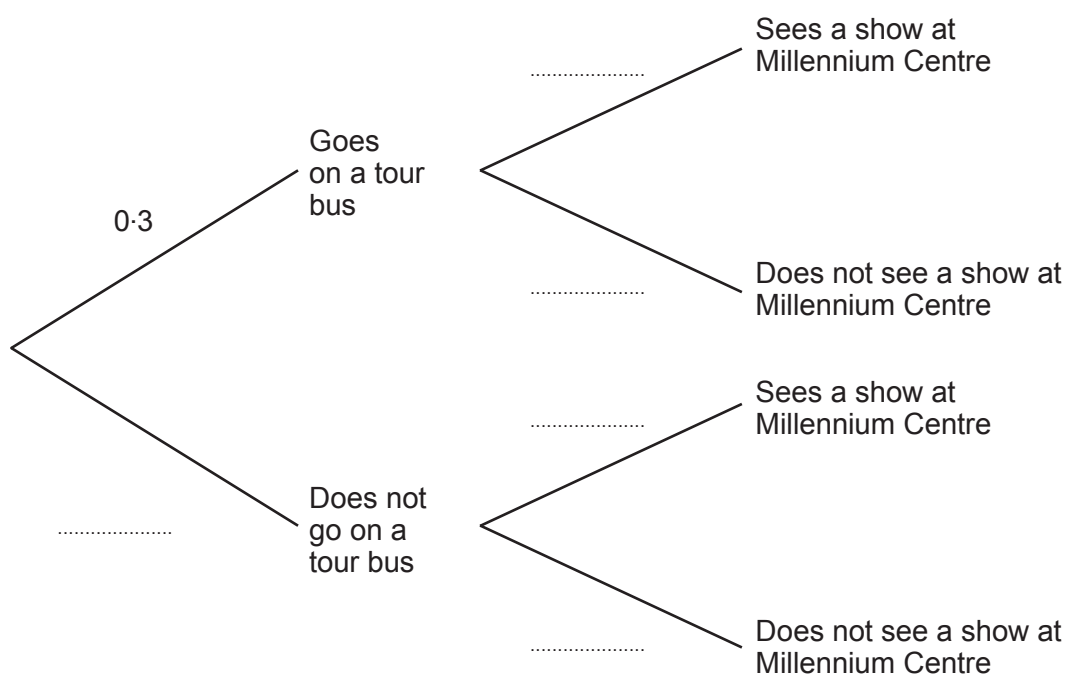 Sees a show at
Millennium Centre
.....................
Goes
on a tour
bus
0·3
Does not see a show at
Millennium Centre
.....................
Sees a show at
Millennium Centre
.....................
Does not
go on a
tour bus
.....................
Does not see a show at
Millennium Centre
.....................